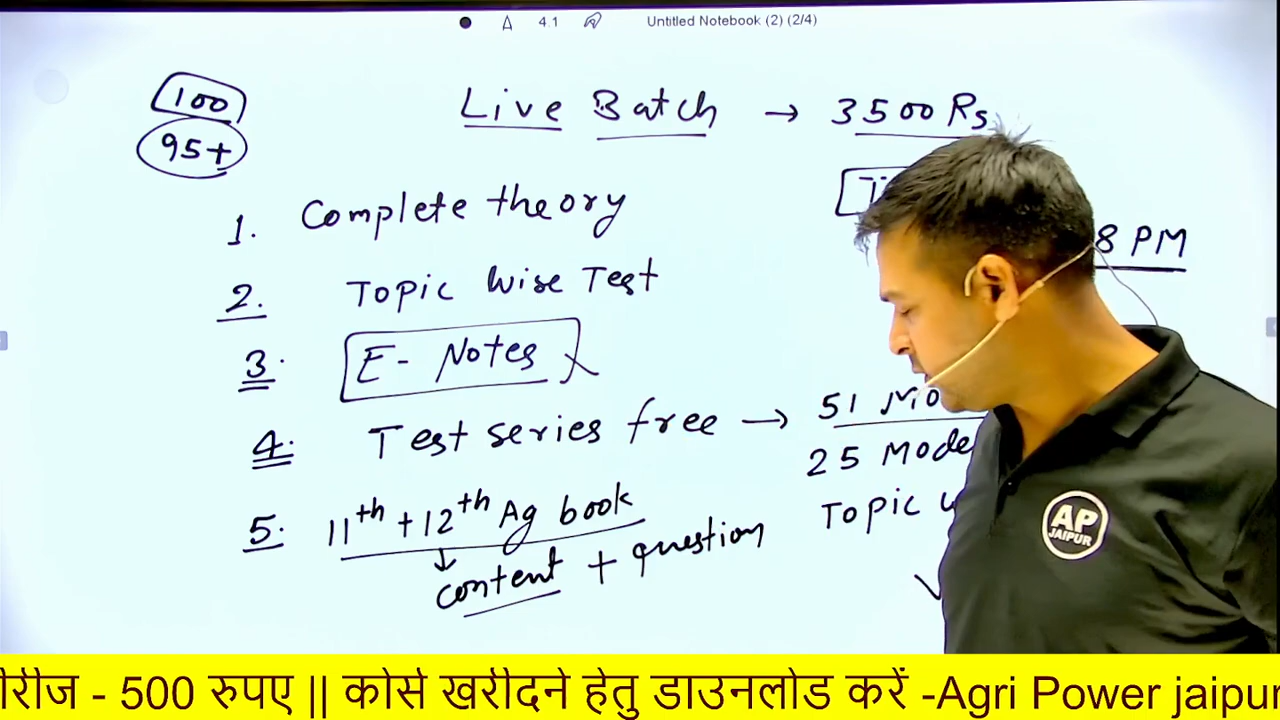 4.1 Untitled Notebook (2) (2/4)
100
95+
Live Batch → 3500 Rs
8 PM
1. Complete theory
2. Topic wise Test
3. E- Notes
4. Test series free → 51
25 Mode
Topic
5. 11th + 12th Ag book
↓
content + question
AP
JAIPUR
रीज - 500 रुपए || कोर्स खरीदने हेतु डाउनलोड करें -Agri Power jaipur